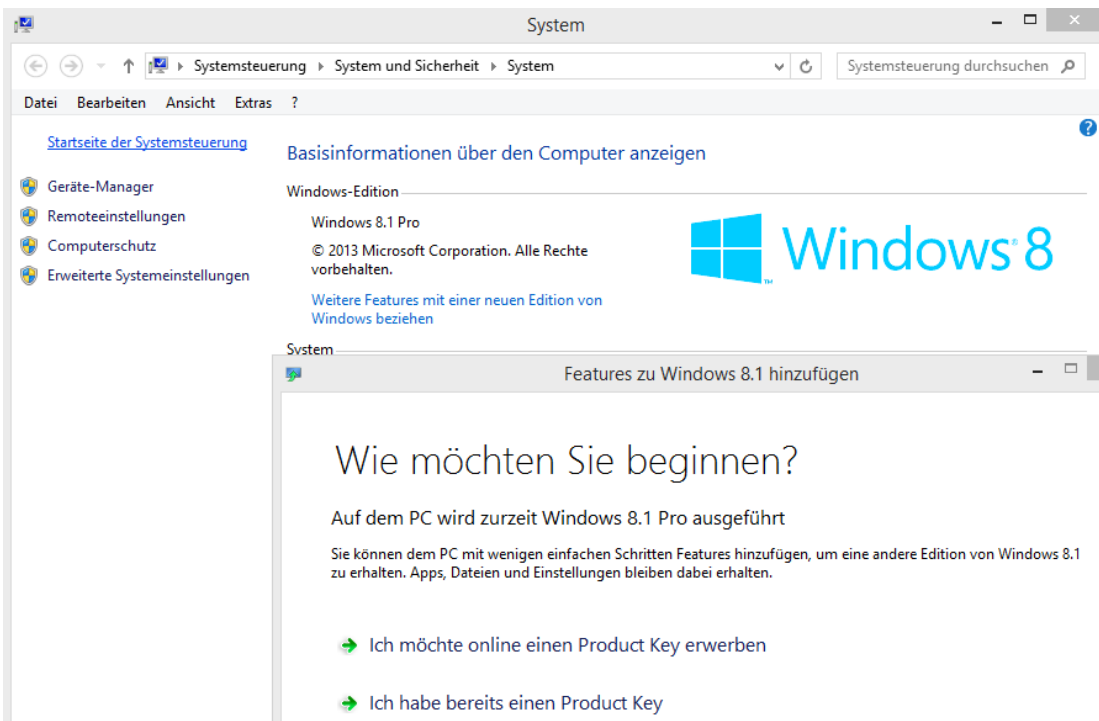 System
Systemsteuerung System und Sicherheit System
Systemsteuerung durchsuchen
Datei Bearbeiten Ansicht Extras ?
?
Startseite der Systemsteuerung
Geräte-Manager
Remoteeinstellungen
Computerschutz
Erweiterte Systemeinstellungen
Basisinformationen über den Computer anzeigen
Windows-Edition
Windows 8.1 Pro
© 2013 Microsoft Corporation. Alle Rechte
vorbehalten.
Weitere Features mit einer neuen Edition von
Windows beziehen
Windows® 8
™
System
Features zu Windows 8.1 hinzufügen
Wie möchten Sie beginnen?
Auf dem PC wird zurzeit Windows 8.1 Pro ausgeführt
Sie können dem PC mit wenigen einfachen Schritten Features hinzufügen, um eine andere Edition von Windows 8.1
zu erhalten. Apps, Dateien und Einstellungen bleiben dabei erhalten.
Ich möchte online einen Product Key erwerben
Ich habe bereits einen Product Key